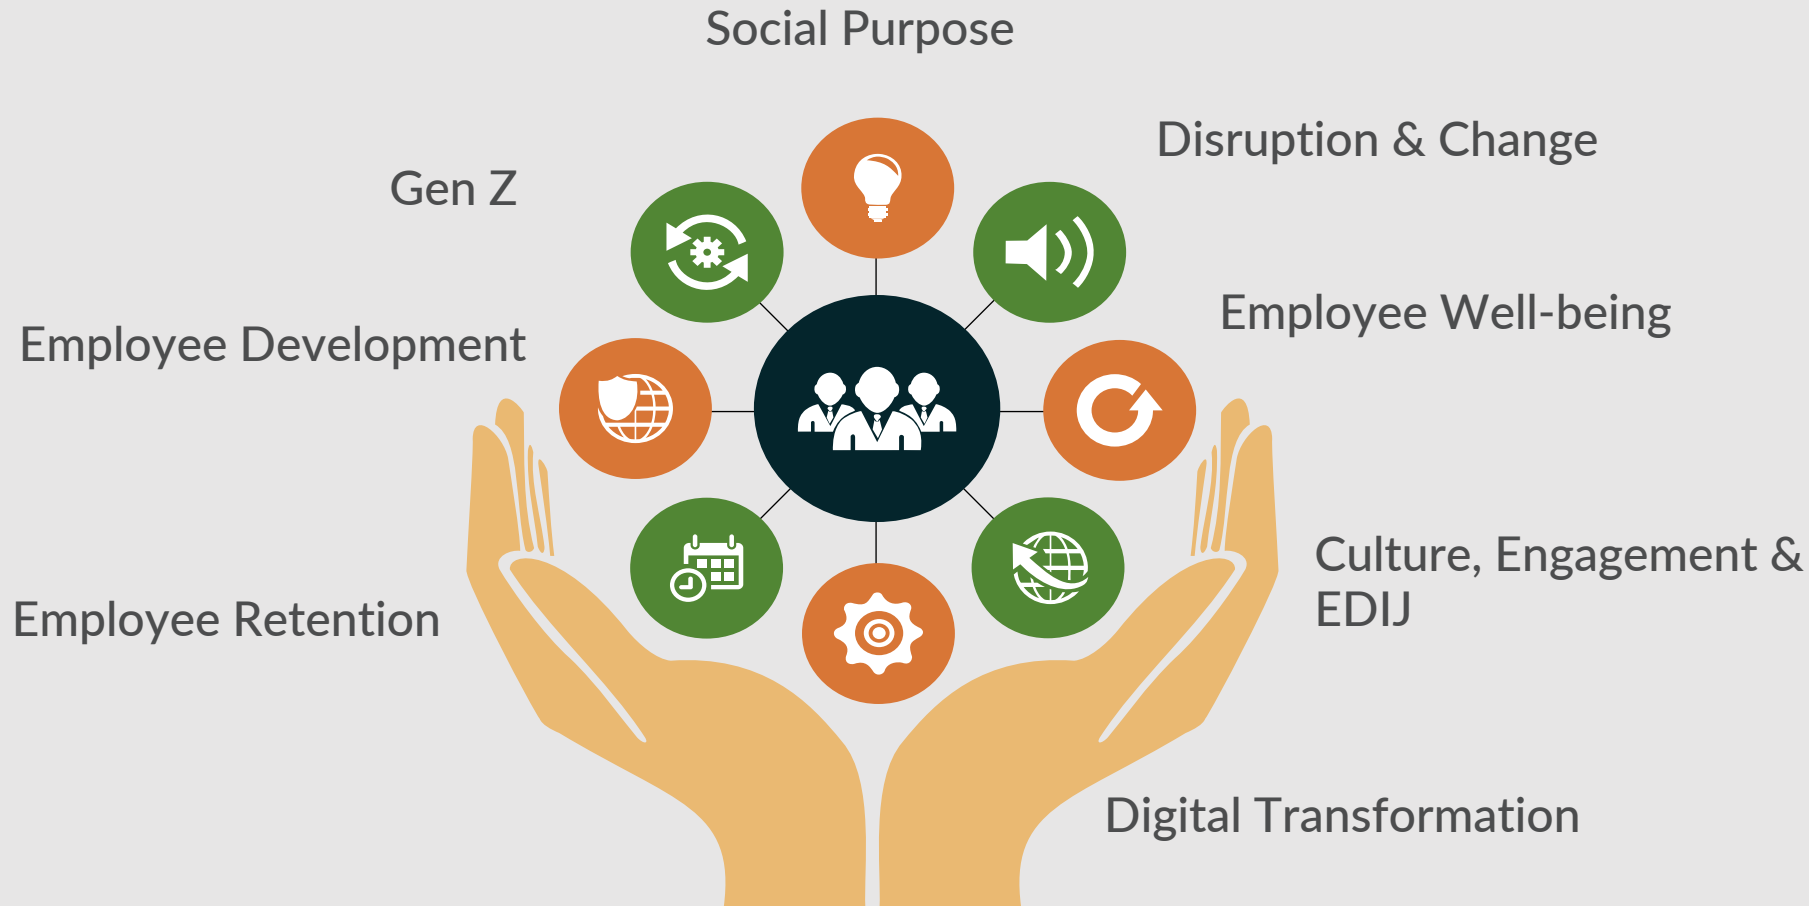 Social Purpose
Disruption & Change
Gen Z
Employee Well-being
Employee Development
Culture, Engagement &
EDIJ
Employee Retention
Digital Transformation